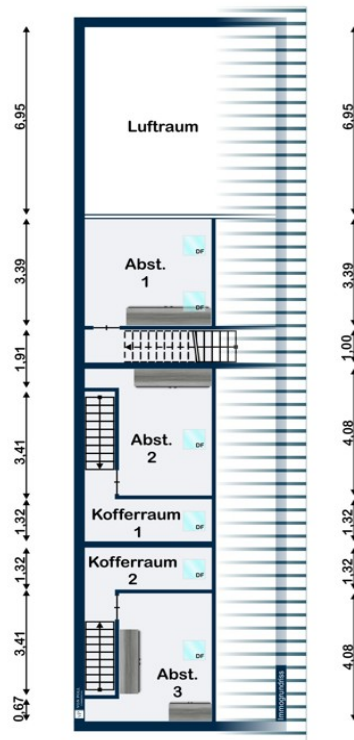 6.95
6.95
Luftraum
3.39
3.39
DF
Abst.
1
DF
1.91
1.00
3.41
4.08
Abst.
2
DF
1.32
1.32
Kofferraum
1
DF
1.32
1.32
Kofferraum
2
DF
3.41
4.08
DF
Abst.
3
0.67
Immogrundriss